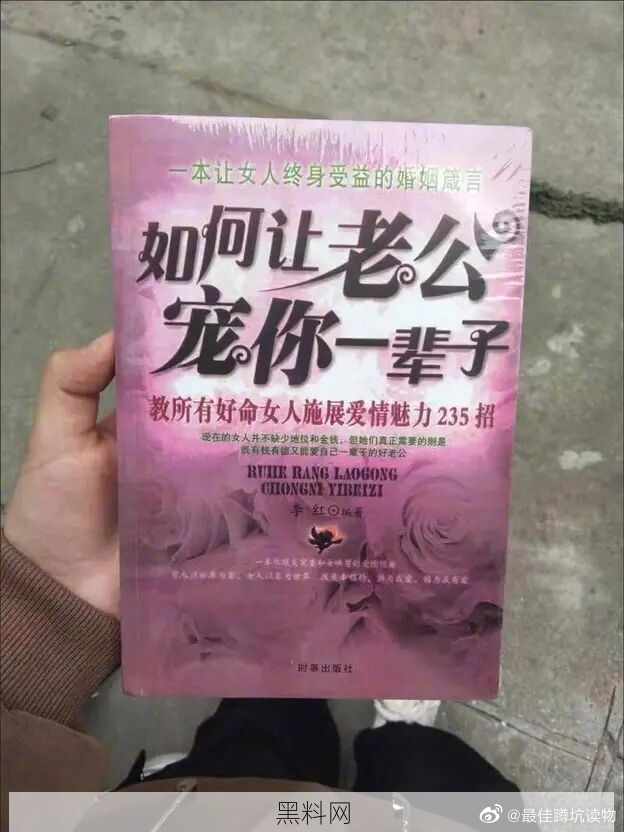 一本让女人终身受益的婚姻箴言
如何让老公
宠你一辈子
教所有好命女人施展爱情魅力235招
现在的女人并不缺少地位和金钱，但她们真正需要的则是
既有钱有德又能爱自己一辈子的好老公
RUHE RANG LAOGONG
CHONGNI YIBEIZI
李 红 编著
时事出版社
黑料网
@最佳蹲坑读物